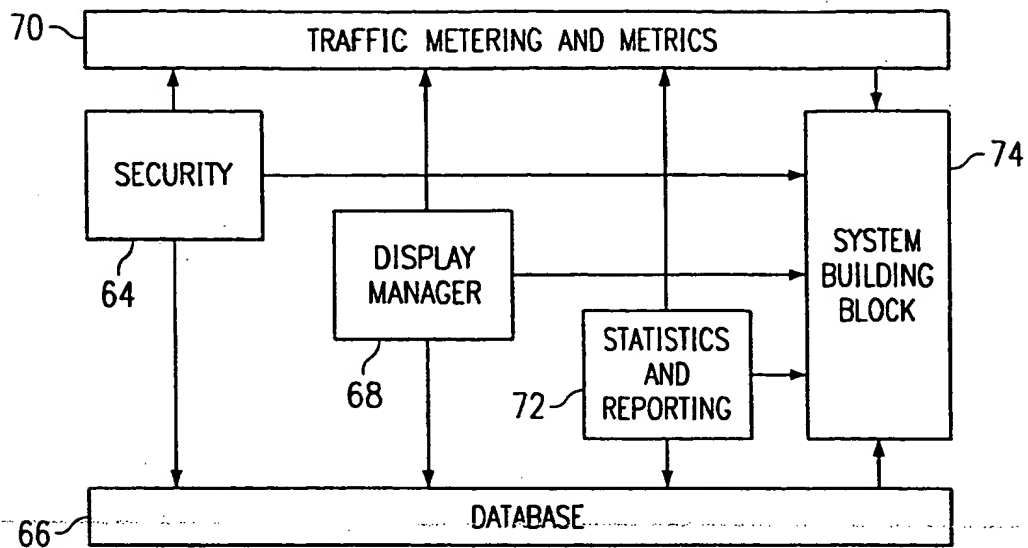 70
TRAFFIC METERING AND METRICS
SECURITY
64
74
DISPLAY
MANAGER
68
SYSTEM
BUILDING
BLOCK
STATISTICS
AND
REPORTING
72
DATABASE
66